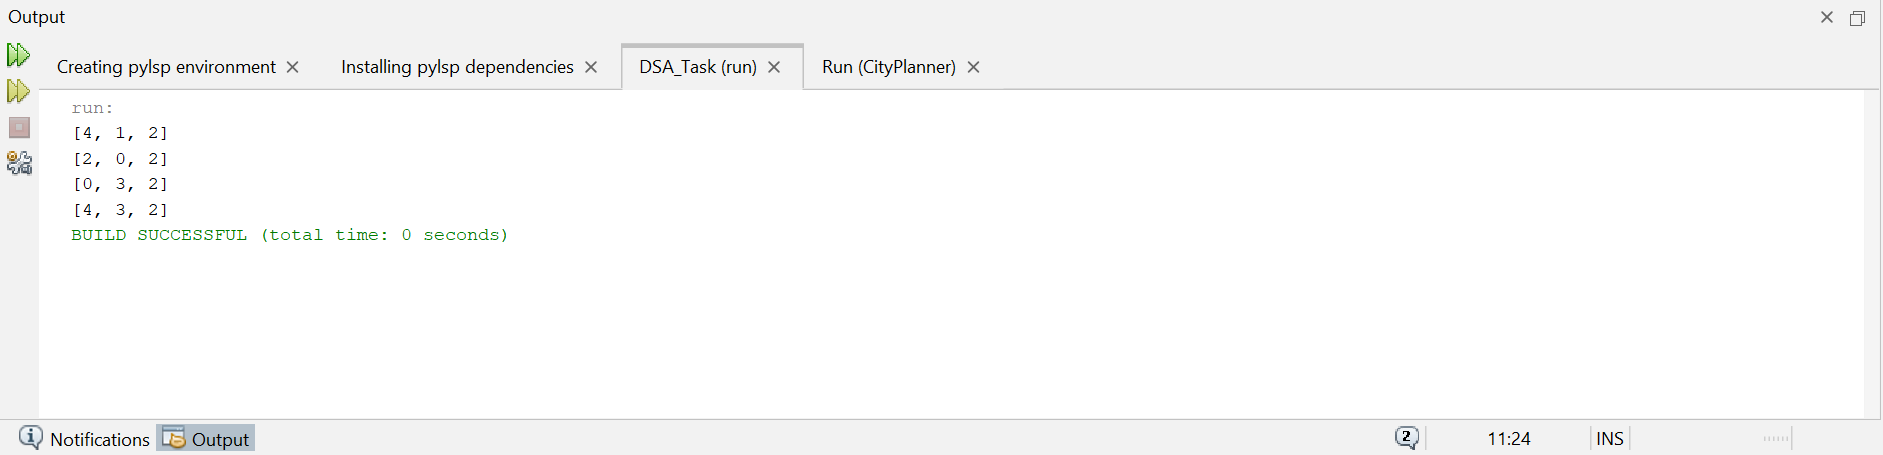 Output
Creating pylsp environment
Installing pylsp dependencies
DSA_Task (run)
Run (CityPlanner)
run:
[4, 1, 2]
[2, 0, 2]
[0, 3, 2]
[4, 3, 2]
BUILD SUCCESSFUL (total time: 0 seconds)
Notifications
Output
2
11:24
INS